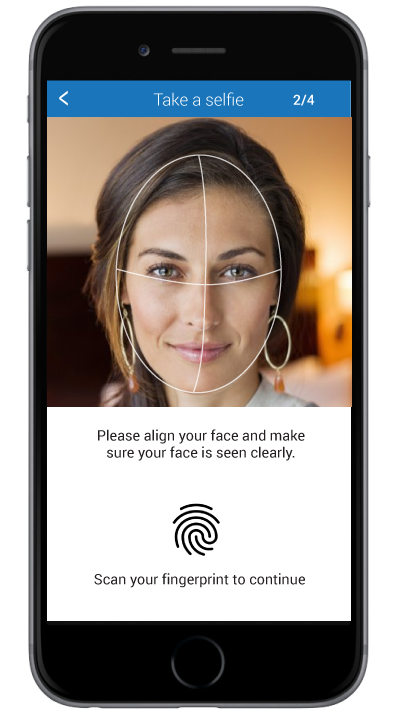 Take a selfie 2/4
Please align your face and make
sure your face is seen clearly.
Scan your fingerprint to continue